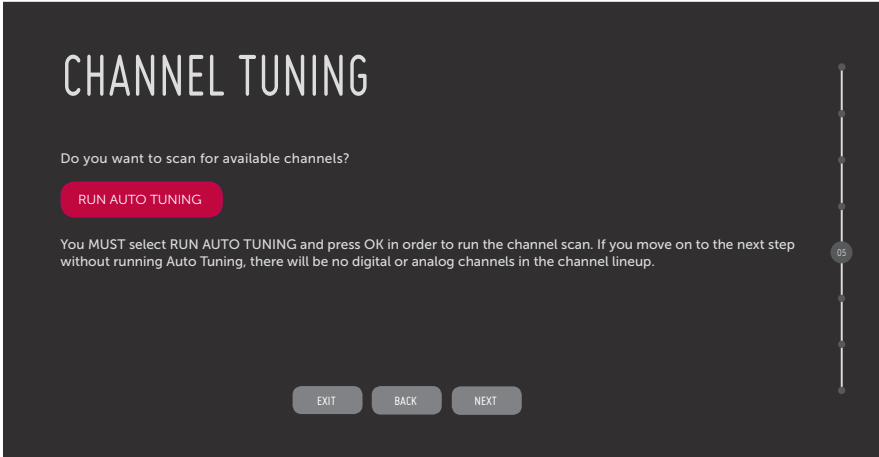 CHANNEL TUNING
Do you want to scan for available channels?
RUN AUTO TUNING
You MUST select RUN AUTO TUNING and press OK in order to run the channel scan. If you move on to the next step
without running Auto Tuning, there will be no digital or analog channels in the channel lineup.
05
EXIT BACK NEXT